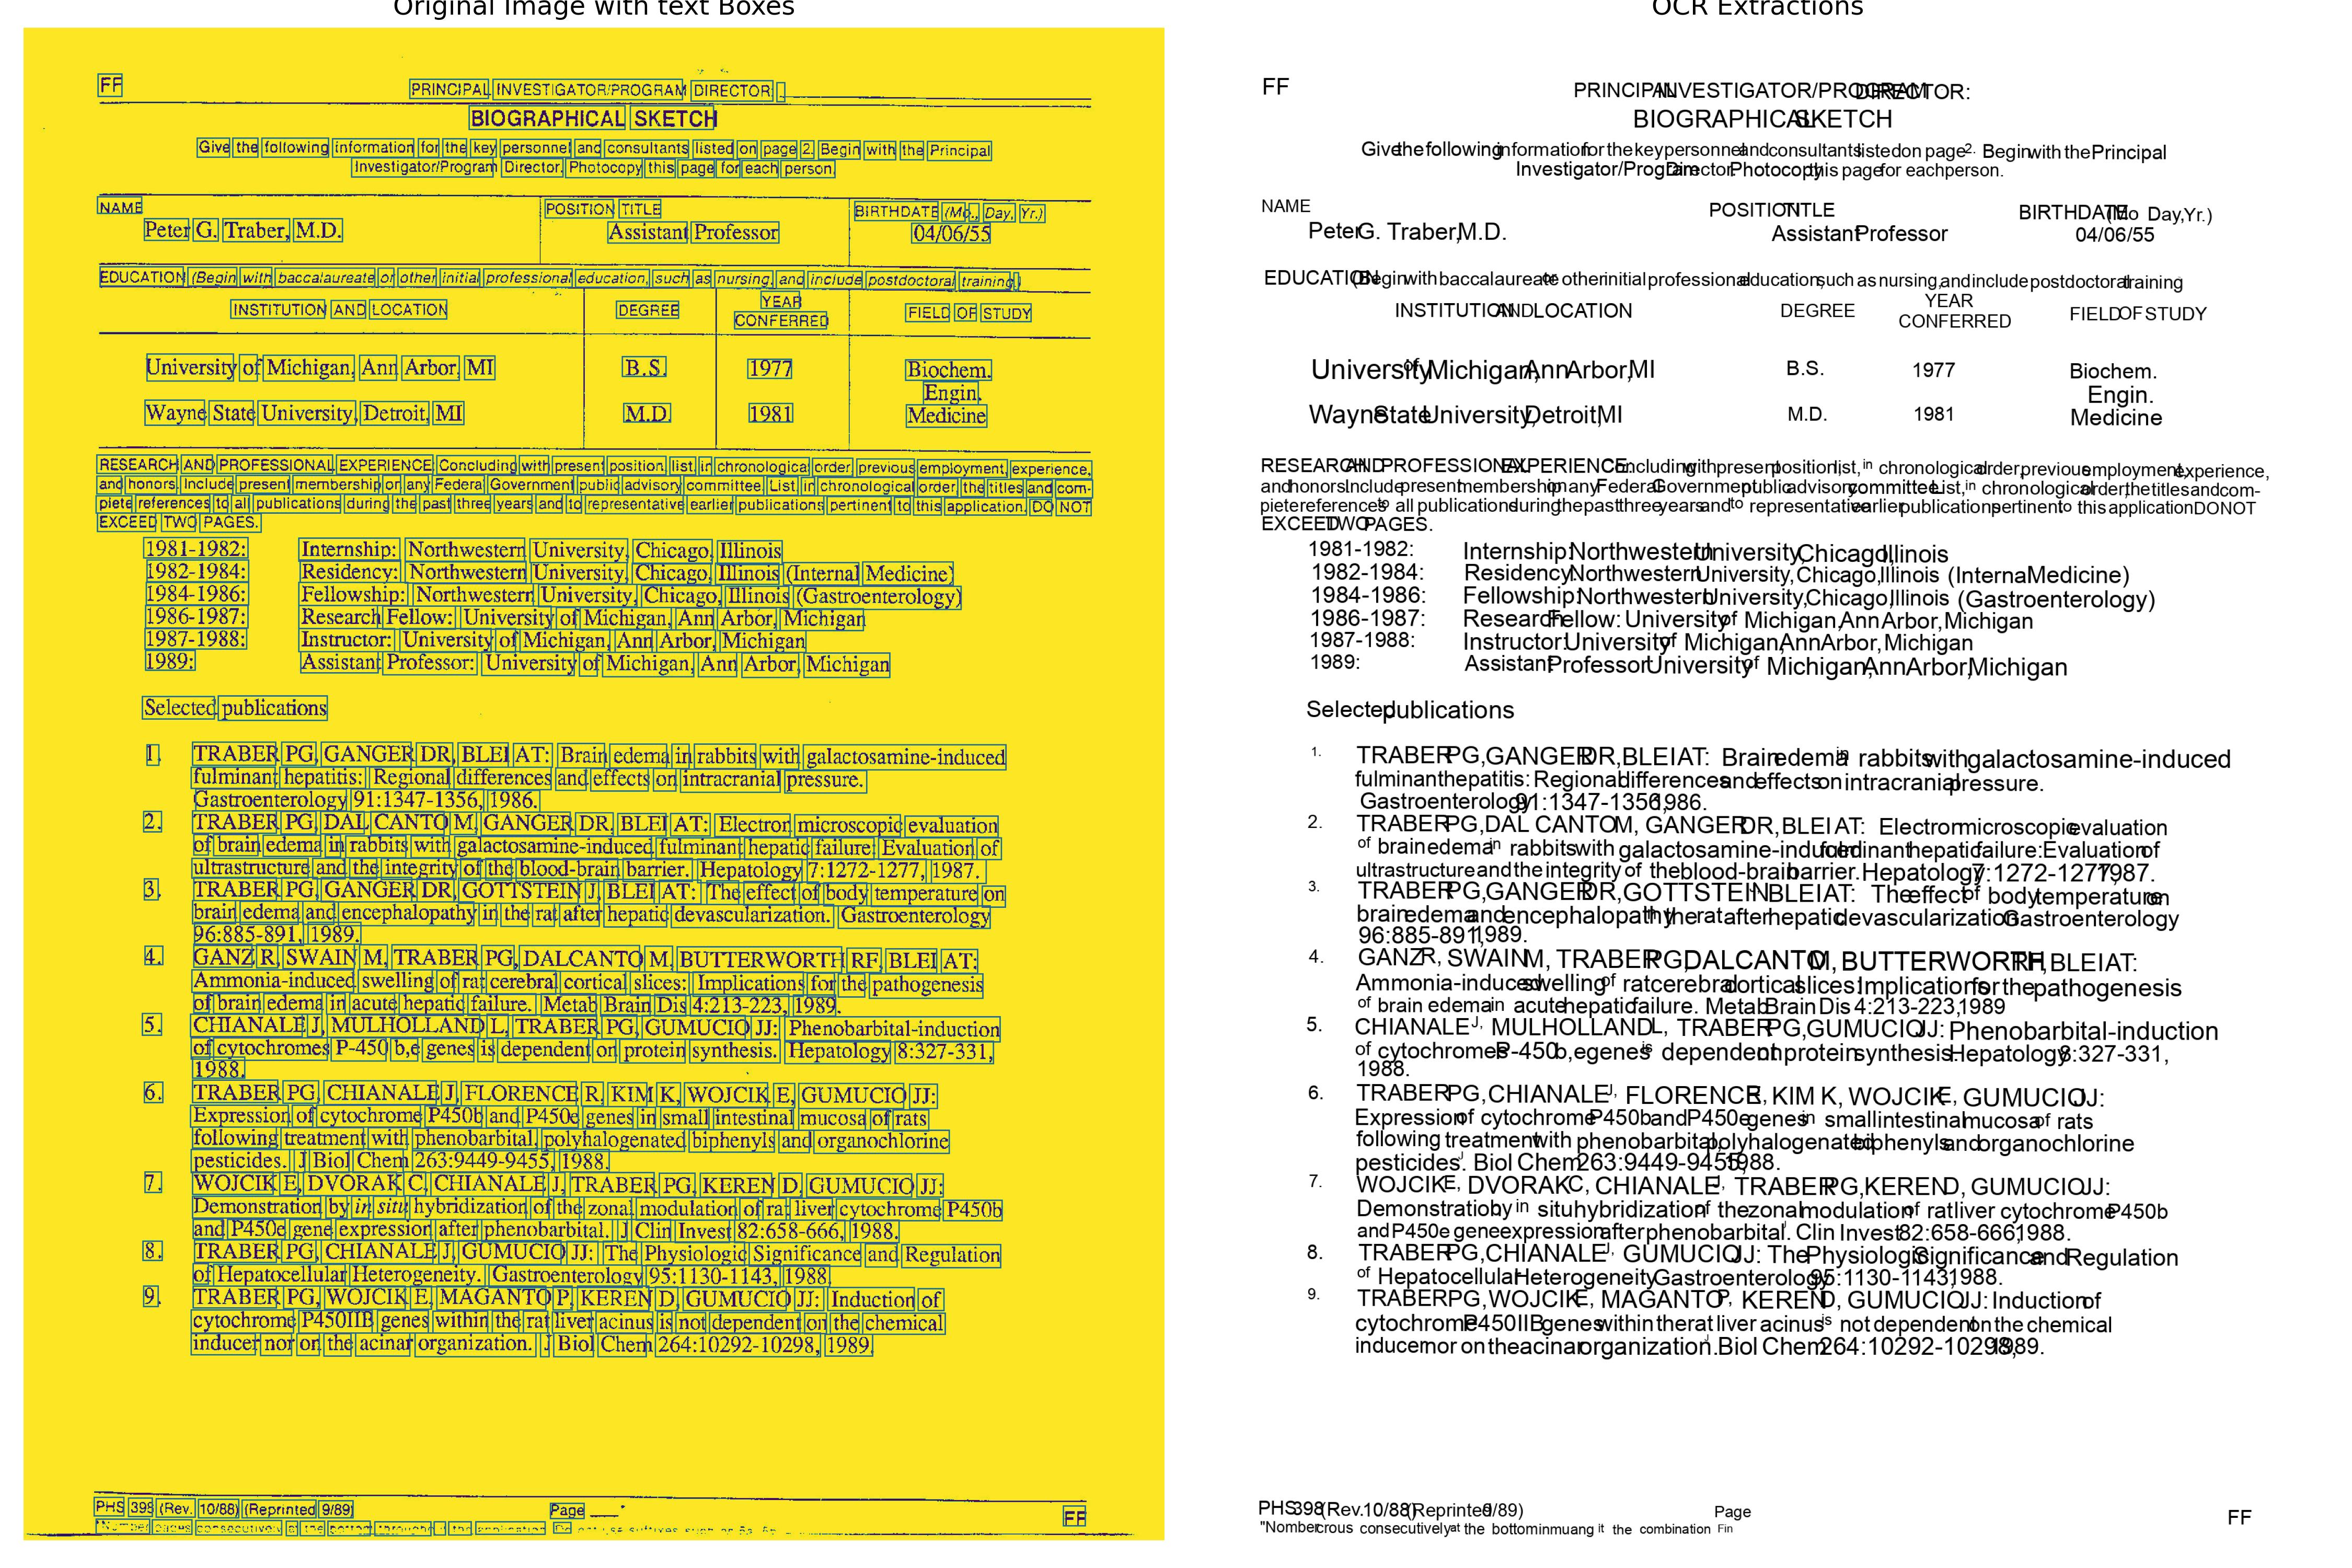 Original Image with text Boxes
FF
PRINCIPAL INVESTIGATOR/PROGRAM DIRECTOR:
BIOGRAPHICAL SKETCH
Give the following information for the key personnel and consultants listed on page 2. Begin with the Principal
Investigator/Program Director. Photocopy this page for each person.
NAME
POSITION TITLE
BIRTHDATE (Mo., Day, Yr.)
Peter G. Traber, M.D.
Assistant Professor
04/06/55
EDUCATION (Begin with baccalaureate or other initial professional education, such as nursing, and include postdoctoral training.)
INSTITUTION AND LOCATION
DEGREE
YEAR
CONFERRED
FIELD OF STUDY
University of Michigan, Ann Arbor, MI
B.S.
1977
Biochem.
Engin.
Wayne State University, Detroit, MI
M.D.
1981
Medicine
RESEARCH AND PROFESSIONAL EXPERIENCE: Concluding with present position, list, in chronological order, previous employment, experience,
and honors. Include present membership on any Federal Government public advisory committee. List, in chronological order, the titles and com-
plete references to all publications during the past three years and to representative earlier publications pertinent to this application. DO NOT
EXCEED TWO PAGES.
1981-1982: Internship: Northwestern University, Chicago, Illinois
1982-1984: Residency: Northwestern University, Chicago, Illinois (Internal Medicine)
1984-1986: Fellowship: Northwestern University, Chicago, Illinois (Gastroenterology)
1986-1987: Research Fellow: University of Michigan, Ann Arbor, Michigan
1987-1988: Instructor: University of Michigan, Ann Arbor, Michigan
1989: Assistant Professor: University of Michigan, Ann Arbor, Michigan
Selected publications
1. TRABER PG, GANGER DR, BLEI AT: Brain edema in rabbits with galactosamine-induced
fulminant hepatitis: Regional differences and effects on intracranial pressure.
Gastroenterology 91:1347-1356, 1986.
2. TRABER PG, DAL CANTO M, GANGER DR, BLEI AT: Electron microscopic evaluation
of brain edema in rabbits with galactosamine-induced fulminant hepatic failure: Evaluation of
ultrastructure and the integrity of the blood-brain barrier. Hepatology 7:1272-1277, 1987.
3. TRABER PG, GANGER DR, GOTTSTEIN J, BLEI AT: The effect of body temperature on
brain edema and encephalopathy in the rat after hepatic devascularization. Gastroenterology
96:885-891, 1989.
4. GANZ R, SWAIN M, TRABER PG, DALCANTO M, BUTTERWORTH RF, BLEI AT:
Ammonia-induced swelling of rat cerebral cortical slices: Implications for the pathogenesis
of brain edema in acute hepatic failure. Metab Brain Dis 4:213-223, 1989.
5. CHIANALE J, MULHOLLAND L, TRABER PG, GUMUCIO JJ: Phenobarbital-induction
of cytochromes P-450 b,e genes is dependent on protein synthesis. Hepatology 8:327-331,
1988.
6. TRABER PG, CHIANALE J, FLORENCE R, KIM K, WOJCIK E, GUMUCIO JJ:
Expression of cytochrome P450b and P450e genes in small intestinal mucosa of rats
following treatment with phenobarbital, polyhalogenated biphenyls and organochlorine
pesticides. J Biol Chem 263:9449-9455, 1988.
7. WOJCIK E, DVORAK C, CHIANALE J, TRABER PG, KEREN D, GUMUCIO JJ:
Demonstration by in situ hybridization of the zonal modulation of rat liver cytochrome P450b
and P450e gene expression after phenobarbital. J Clin Invest 82:658-666, 1988.
8. TRABER PG, CHIANALE J, GUMUCIO JJ: The Physiologic Significance and Regulation
of Hepatocellular Heterogeneity. Gastroenterology 95:1130-1143, 1988.
9. TRABER PG, WOJCIK E, MAGANTO P, KEREN D, GUMUCIO JJ: Induction of
cytochrome P450IIB genes within the rat liver acinus is not dependent on the chemical
inducer nor on the acinar organization. J Biol Chem 264:10292-10298, 1989.
PHS 398 (Rev. 10/88) (Reprinted 9/89)
Page
FF
OCR Extractions
FF
PRINCIPAL INVESTIGATOR/PROGRAM DIRECTOR:
BIOGRAPHICAL SKETCH
Give the following information for the key personnel and consultants listed on page 2. Begin with the Principal
Investigator/Program Director. Photocopy this page for each person.
NAME
POSITION TITLE
BIRTHDATE (Mo Day, Yr.)
Peter G. Traber, M.D.
Assistant Professor
04/06/55
EDUCATION (Begin with baccalaureate or other initial professional education, such as nursing, and include postdoctoral training
INSTITUTION AND LOCATION
DEGREE
YEAR
CONFERRED
FIELD OF STUDY
University of Michigan, Ann Arbor, MI
B.S.
1977
Biochem.
Engin.
Wayne State University, Detroit, MI
M.D.
1981
Medicine
RESEARCH AND PROFESSIONAL EXPERIENCE: Concluding with present position, list, in chronological order, previous employment, experience,
and honors. Include present membership on any Federal Government public advisory committee. List, in chronological order, the titles and com-
piete references to all publications during the past three years and to representative earlier publications pertinent to this application DO NOT
EXCEED TWO PAGES.
1981-1982: Internship: Northwestern University, Chicago, Illinois
1982-1984: Residency: Northwestern University, Chicago, Illinois (Internal Medicine)
1984-1986: Fellowship: Northwestern University, Chicago, Illinois (Gastroenterology)
1986-1987: Research Fellow: University of Michigan, Ann Arbor, Michigan
1987-1988: Instructor: University of Michigan, Ann Arbor, Michigan
1989: Assistant Professor: University of Michigan, Ann Arbor, Michigan
Selected publications
1. TRABER PG, GANGER DR, BLEI AT: Brain edema in rabbits with galactosamine-induced
fulminant hepatitis: Regional differences and effects on intracranial pressure.
Gastroenterology 91:1347-1356, 1986.
2. TRABER PG, DAL CANTO M, GANGER DR, BLEI AT: Electron microscopic evaluation
of brain edema in rabbits with galactosamine-induced fulminant hepatic failure: Evaluation of
ultrastructure and the integrity of the blood-brain barrier. Hepatology 7:1272-1277, 1987.
3. TRABER PG, GANGER DR, GOTTSTEIN BLEI AT: The effect of body temperature on
brain edema and encephalopathy in the rat after hepatic devascularization. Gastroenterology
96:885-891, 1989.
4. GANZ R, SWAIN M, TRABER PG, DALCANTO M, BUTTERWORTH RF, BLEI AT:
Ammonia-induced swelling of rat cerebral cortical slices: Implications for the pathogenesis
of brain edema in acute hepatic failure. Metab Brain Dis 4:213-223, 1989
5. CHIANALE J, MULHOLLAND L, TRABER PG, GUMUCIO JJ: Phenobarbital-induction
of cytochromes P-450 b,e genes is dependent on protein synthesis. Hepatology 8:327-331,
1988.
6. TRABER PG, CHIANALE J, FLORENCE R, KIM K, WOJCIK E, GUMUCIO JJ:
Expression of cytochrome P450b and P450e genes in small intestinal mucosa of rats
following treatment with phenobarbital, polyhalogenated biphenyls and organochlorine
pesticides. J Biol Chem 263:9449-9455, 1988.
7. WOJCIK E, DVORAK C, CHIANALE J, TRABER PG, KEREN D, GUMUCIO JJ:
Demonstration by in situ hybridization of the zonal modulation of rat liver cytochrome P450b
and P450e gene expression after phenobarbital. J Clin Invest 82:658-666, 1988.
8. TRABER PG, CHIANALE J, GUMUCIO JJ: The Physiologic Significance and Regulation
of Hepatocellular Heterogeneity. Gastroenterology 95:1130-1143, 1988.
9. TRABER PG, WOJCIK E, MAGANTO P, KEREN D, GUMUCIO JJ: Induction of
cytochrome P450IIB genes within the rat liver acinus is not dependent on the chemical
inducer nor on the acinar organization. J Biol Chem 264:10292-10298, 1989.
PHS 398 (Rev. 10/88) (Reprinted 9/89)
Page
FF
"Nombercrous consecutively at the bottom inmuang it the combination Fin